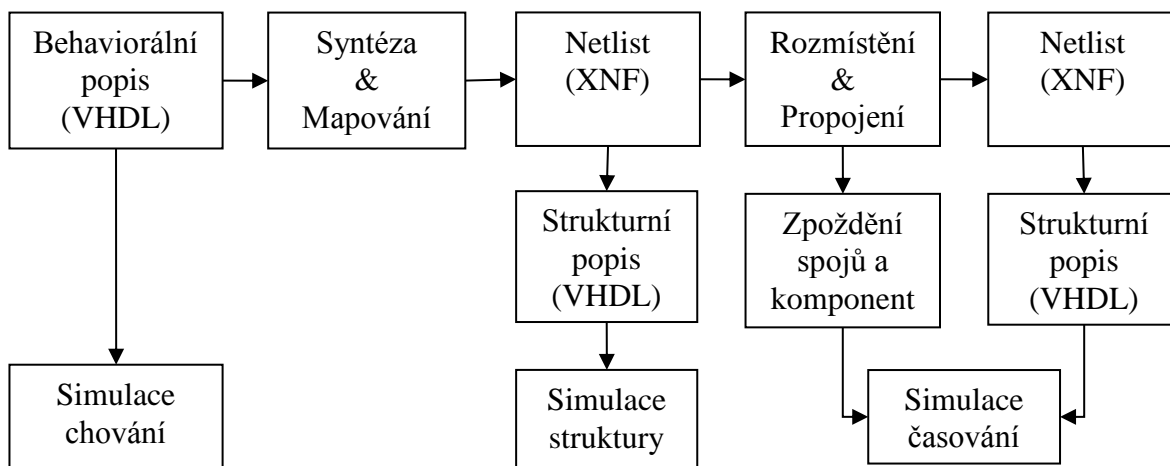 Behaviorální
popis
(VHDL)
Syntéza
&
Mapování
Netlist
(XNF)
Rozmístění
&
Propojení
Netlist
(XNF)
Strukturní
popis
(VHDL)
Zpoždění
spojů a
komponent
Strukturní
popis
(VHDL)
Simulace
chování
Simulace
struktury
Simulace
časování